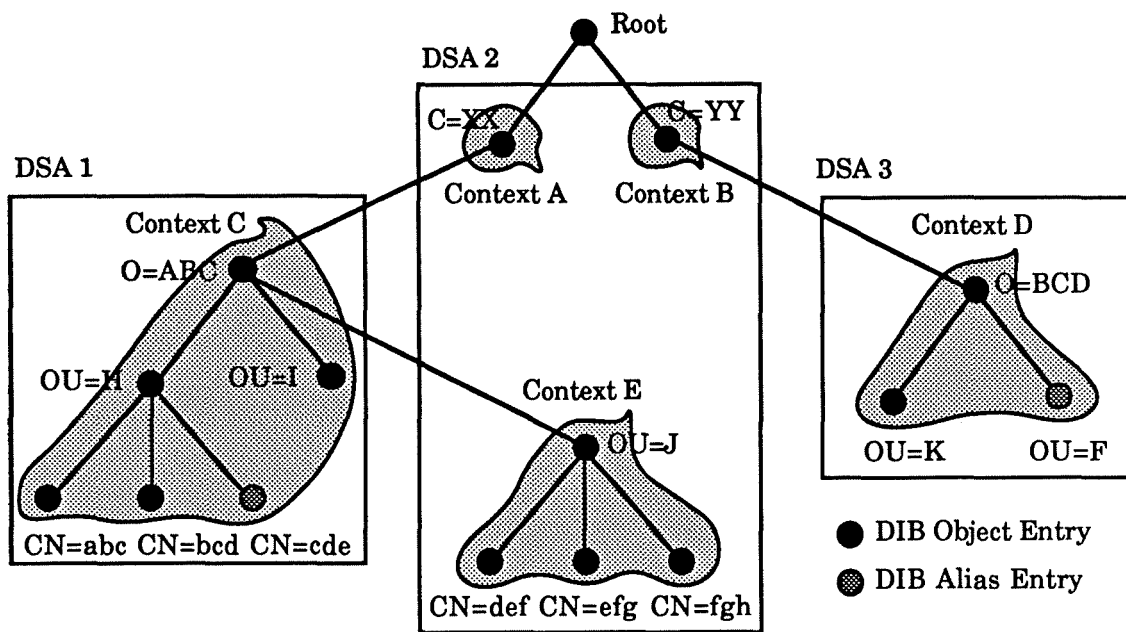 Root
DSA 2
C=XX
C=YY
Context A
Context B
DSA 1
DSA 3
Context C
O=ABC
Context D
O=BCD
OU=H
OU=I
Context E
OU=J
OU=K
OU=F
CN=abc CN=bcd CN=cde
CN=def CN=efg CN=fgh
DIB Object Entry
DIB Alias Entry